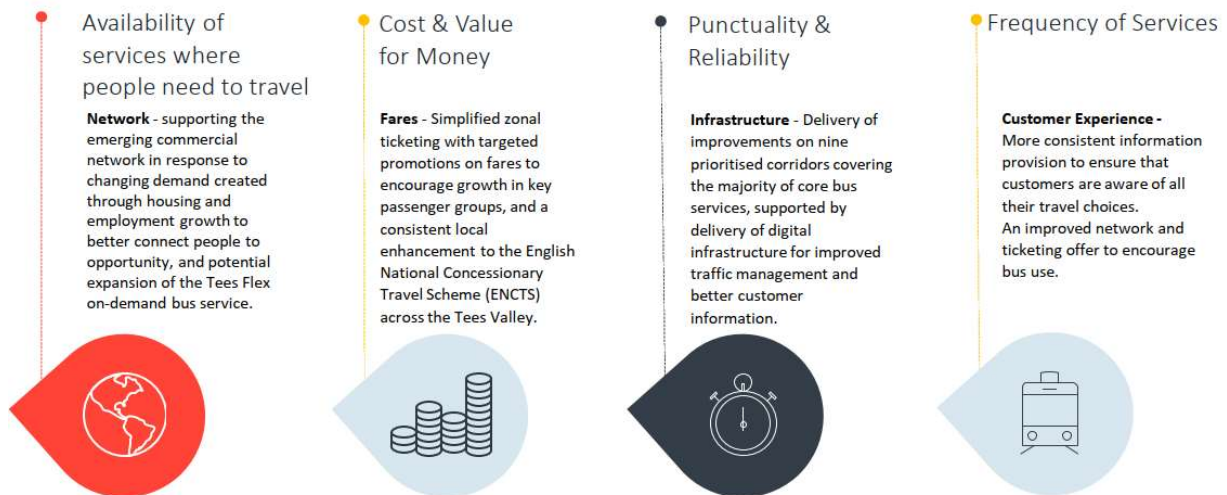 Availability of
services where
people need to travel
Network - supporting the
emerging commercial
network in response to
changing demand created
through housing and
employment growth to
better connect people to
opportunity, and potential
expansion of the Tees Flex
on-demand bus service.
Cost & Value
for Money
Fares - Simplified zonal
ticketing with targeted
promotions on fares to
encourage growth in key
passenger groups, and a
consistent local
enhancement to the English
National Concessionary
Travel Scheme (ENCTS)
across the Tees Valley.
Punctuality &
Reliability
Infrastructure - Delivery of
improvements on nine
prioritised corridors covering
the majority of core bus
services, supported by
delivery of digital
infrastructure for improved
traffic management and
better customer
information.
Frequency of Services
Customer Experience -
More consistent information
provision to ensure that
customers are aware of all
their travel choices.
An improved network and
ticketing offer to encourage
bus use.